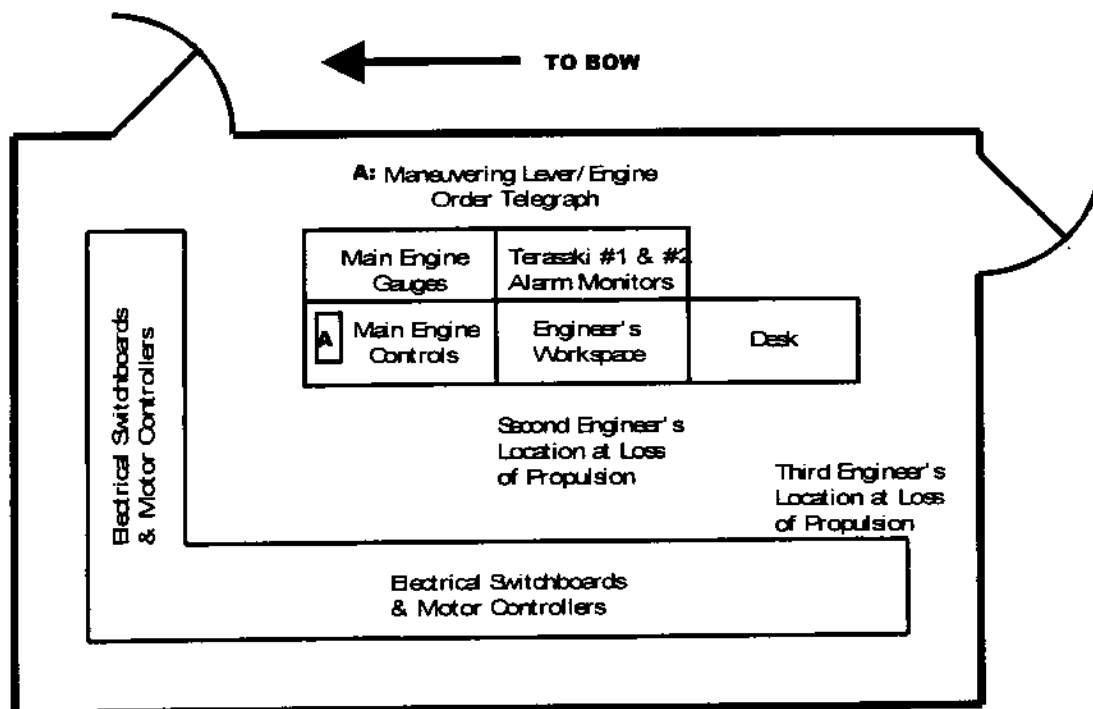 TO BOW
A: Maneuvering Lever/ Engine
Order Telegraph
Main Engine
Gauges
Terasaki #1 & #2
Alarm Monitors
A
Main Engine
Controls
Engineer's
Workspace
Desk
Electrical Switchboards
& Motor Controllers
Second Engineer's
Location at Loss
of Propulsion
Third Engineer's
Location at Loss
of Propulsion
Electrical Switchboards
& Motor Controllers